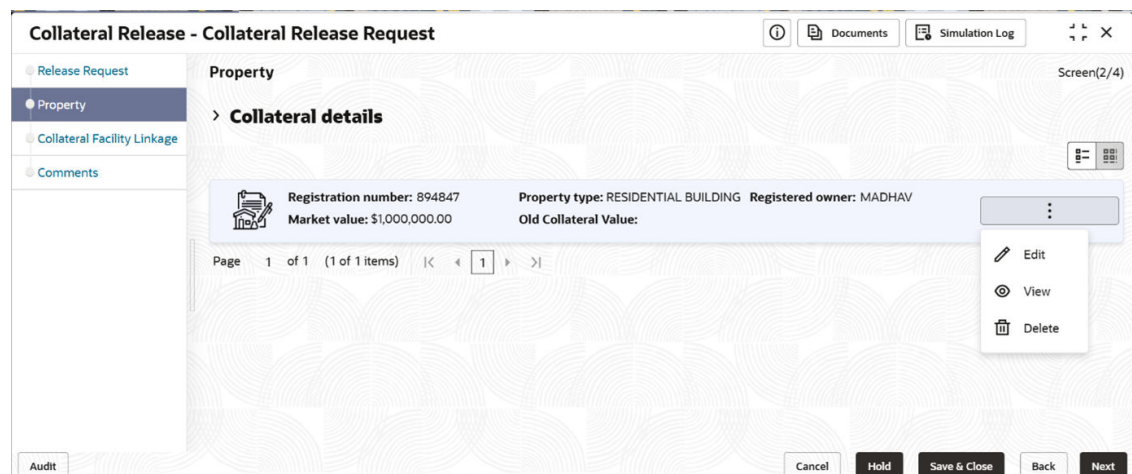 Collateral Release - Collateral Release Request
Documents
Simulation Log
Release Request
Property
Collateral Facility Linkage
Comments
Property
Screen(2/4)
Collateral details
Registration number: 894847 Property type: RESIDENTIAL BUILDING Registered owner: MADHAV
Market value: $1,000,000.00 Old Collateral Value:
Page 1 of 1 (1 of 1 items) 1
Edit
View
Delete
Audit
Cancel Hold Save & Close Back Next